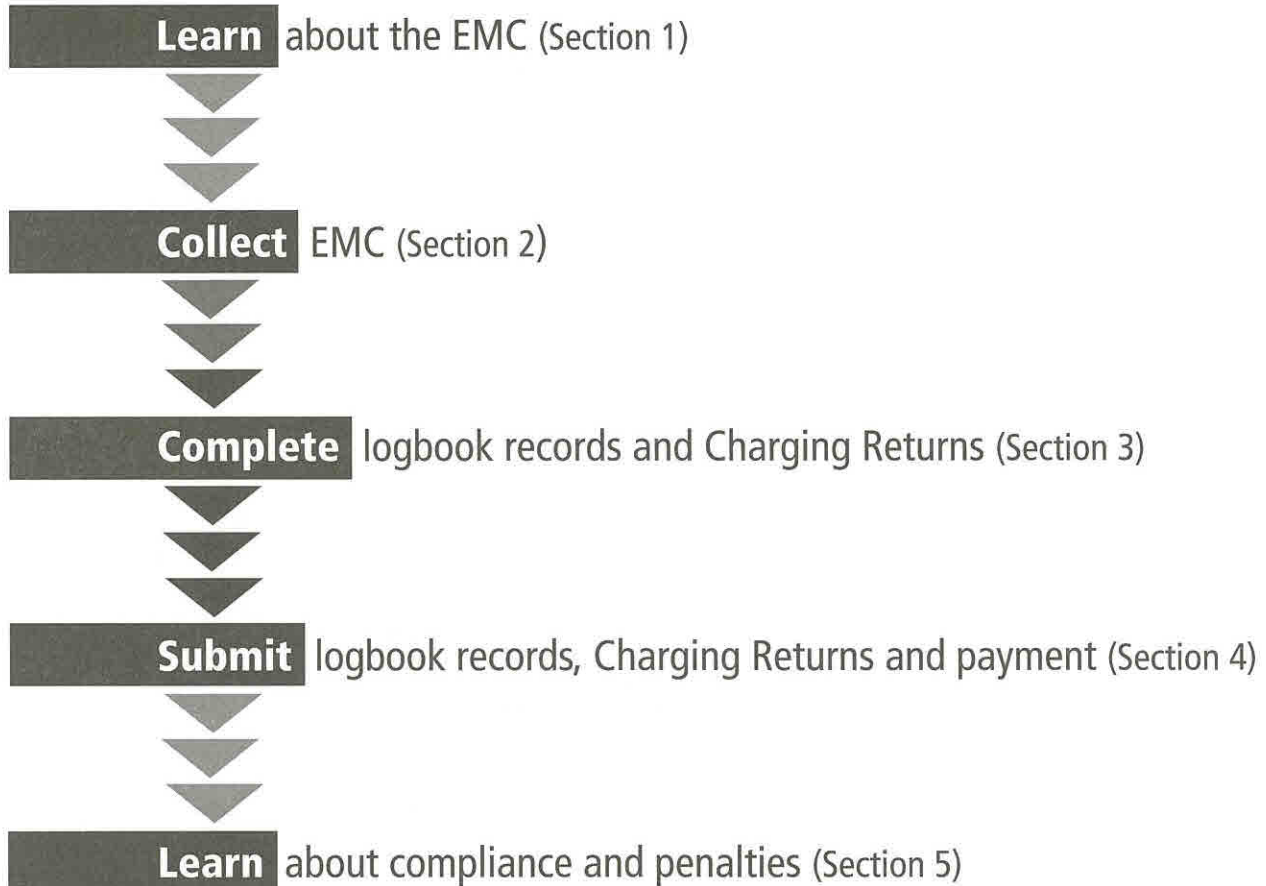 Learn about the EMC (Section 1)
Collect EMC (Section 2)
Complete logbook records and Charging Returns (Section 3)
Submit logbook records, Charging Returns and payment (Section 4)
Learn about compliance and penalties (Section 5)